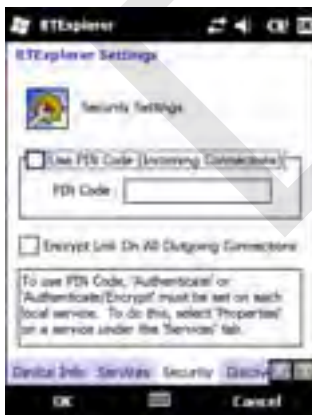 BTExplorer
BTExplorer Settings
Security Settings
Use PIN Code (Incoming Connections)
PIN Code :
Encrypt Link On All Outgoing Connections
To use PIN Code, 'Authenticate' or
'Authenticate/Encrypt' must be set on each
local service. To do this, select 'Properties'
on a service under the 'Services' tab.
Device Info Services Security
OK Cancel